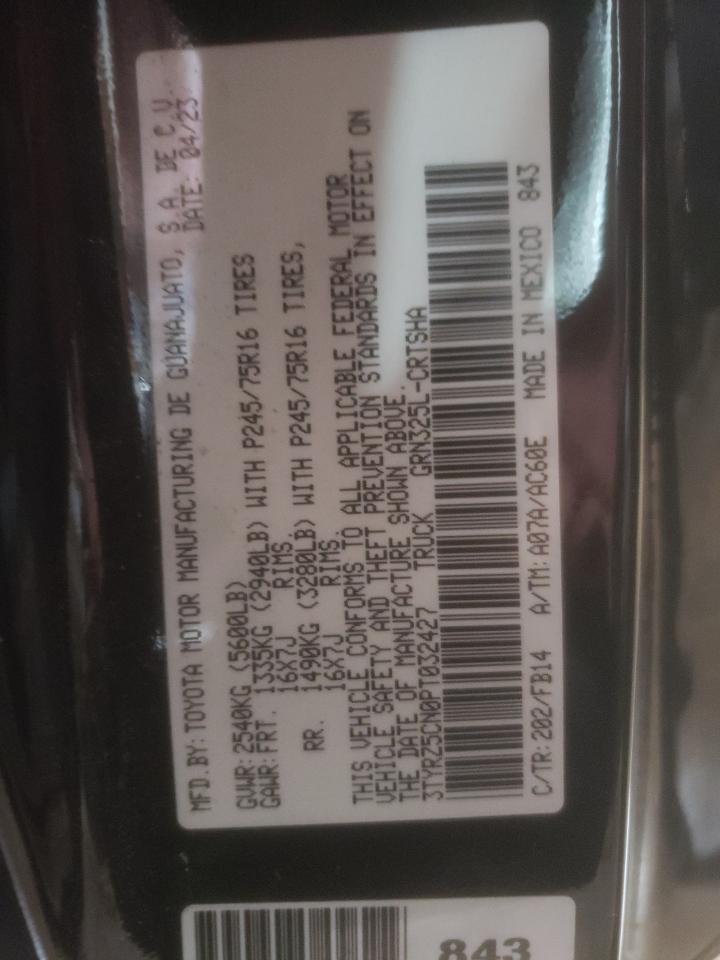 MFD.BY:TOYOTA MOTOR MANUFACTURING DE GUANAJUATO, S.A. DE C.V.
DATE: 04/23
GVWR:2540KG (5600LB)
GAWR:FRT. 1335KG (2940LB) WITH P245/75R16 TIRES
16X7J RIMS.
RR. 1490KG (3280LB) WITH P245/75R16 TIRES,
16X7J RIMS.
THIS VEHICLE CONFORMS TO ALL APPLICABLE FEDERAL MOTOR
VEHICLE SAFETY AND THEFT PREVENTION STANDARDS IN EFFECT ON
THE DATE OF MANUFACTURE SHOWN ABOVE.
3TYRZ5CN0PT032427 TRUCK GRN325L-CRTSHA
C/TR:202/FB14 A/TM:A07A/AC60E MADE IN MEXICO 843
843